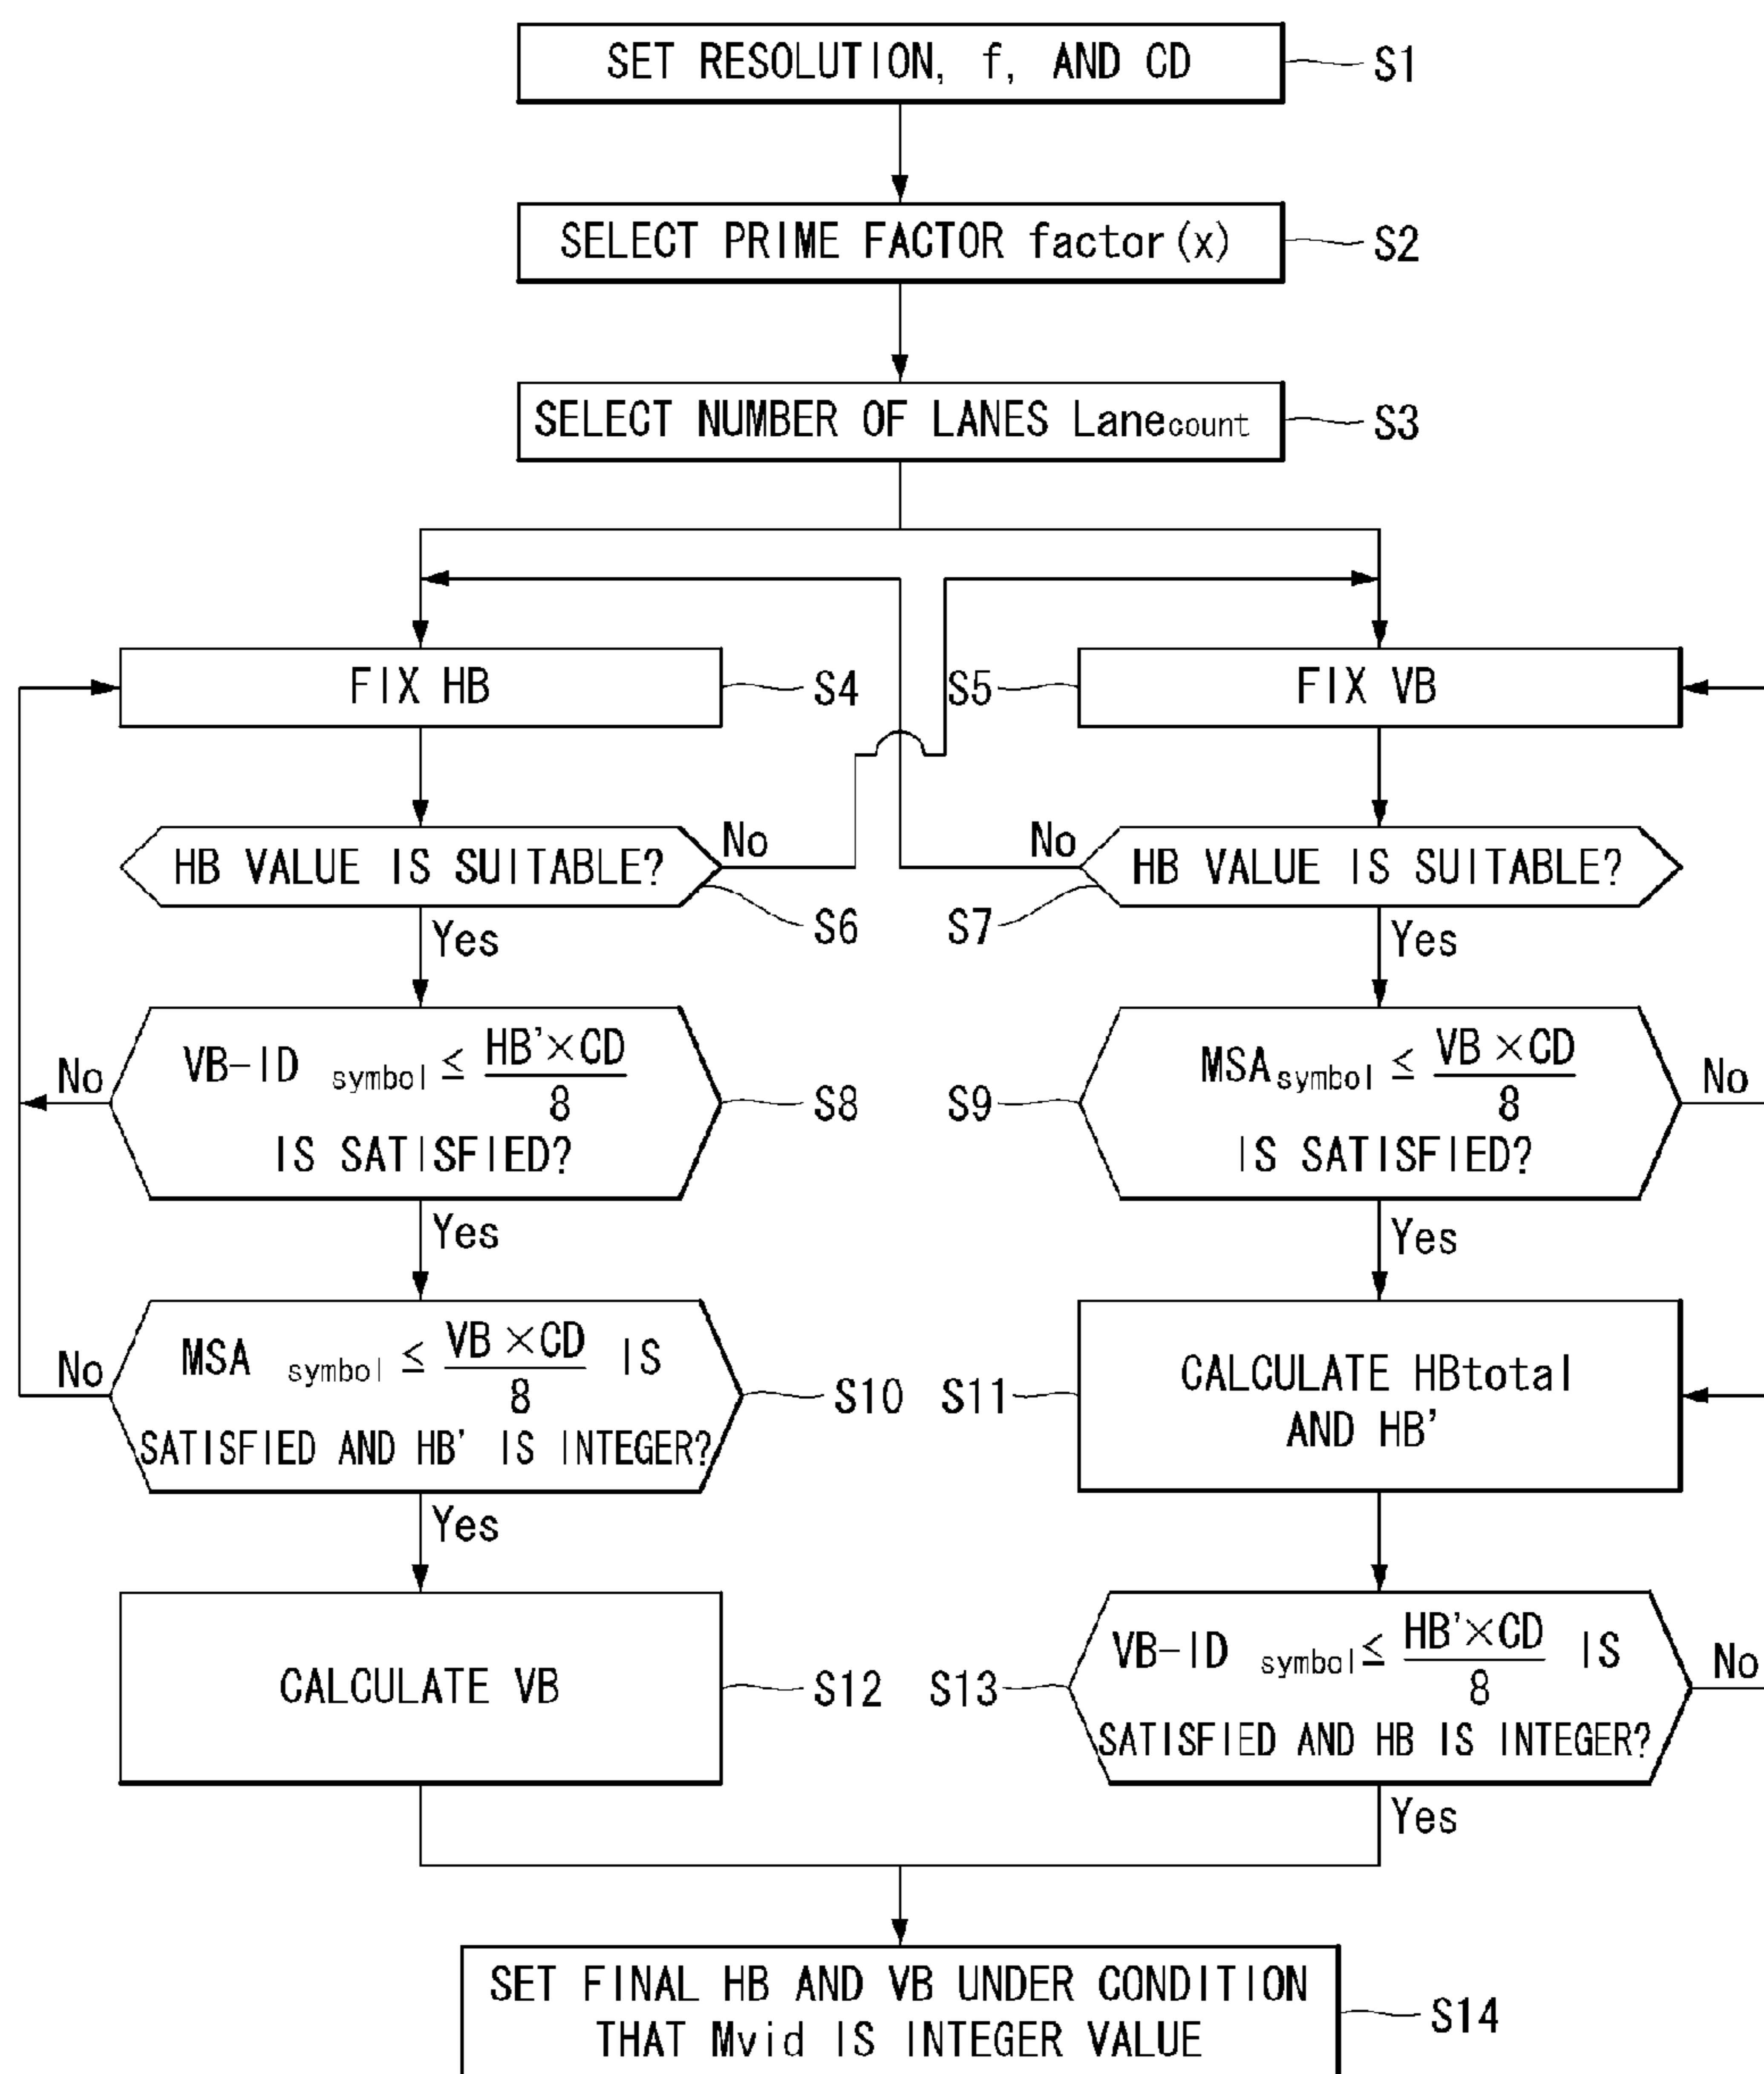 SET RESOLUTION, f, AND CD
S1
SELECT PRIME FACTOR factor(x)
S2
SELECT NUMBER OF LANES Lanecount
S3
FIX HB
S4
S5
FIX VB
HB VALUE IS SUITABLE?
No
S6
Yes
No
HB VALUE IS SUITABLE?
S7
Yes
VB-ID symbol ≤ HB'×CD
8
IS SATISFIED?
No
S8
Yes
S9
MSAsymbol ≤ VB×CD
8
IS SATISFIED?
No
Yes
MSA symbol ≤ VB×CD IS
8
SATISFIED AND HB' IS INTEGER?
No
S10
Yes
S11
CALCULATE HBtotal
AND HB'
CALCULATE VB
S12
S13
VB-ID symbol ≤ HB'×CD IS
8
SATISFIED AND HB IS INTEGER?
No
Yes
SET FINAL HB AND VB UNDER CONDITION
THAT Mvid IS INTEGER VALUE
S14